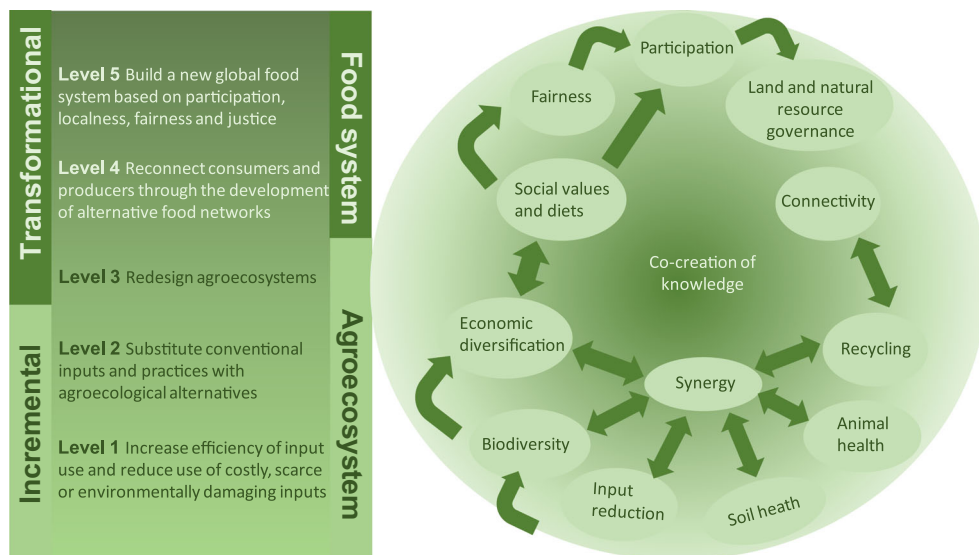 Transformational
Incremental
Level 5 Build a new global food
system based on participation,
localness, fairness and justice
Level 4 Reconnect consumers and
producers through the development
of alternative food networks
Level 3 Redesign agroecosystems
Level 2 Substitute conventional
inputs and practices with
agroecological alternatives
Level 1 Increase efficiency of input
use and reduce use of costly, scarce
or environmentally damaging inputs
Food system
Agroecosystem
Participation
Fairness
Land and natural
resource
governance
Social values
and diets
Connectivity
Co-creation of
knowledge
Economic
diversification
Recycling
Synergy
Biodiversity
Animal
health
Input
reduction
Soil heath